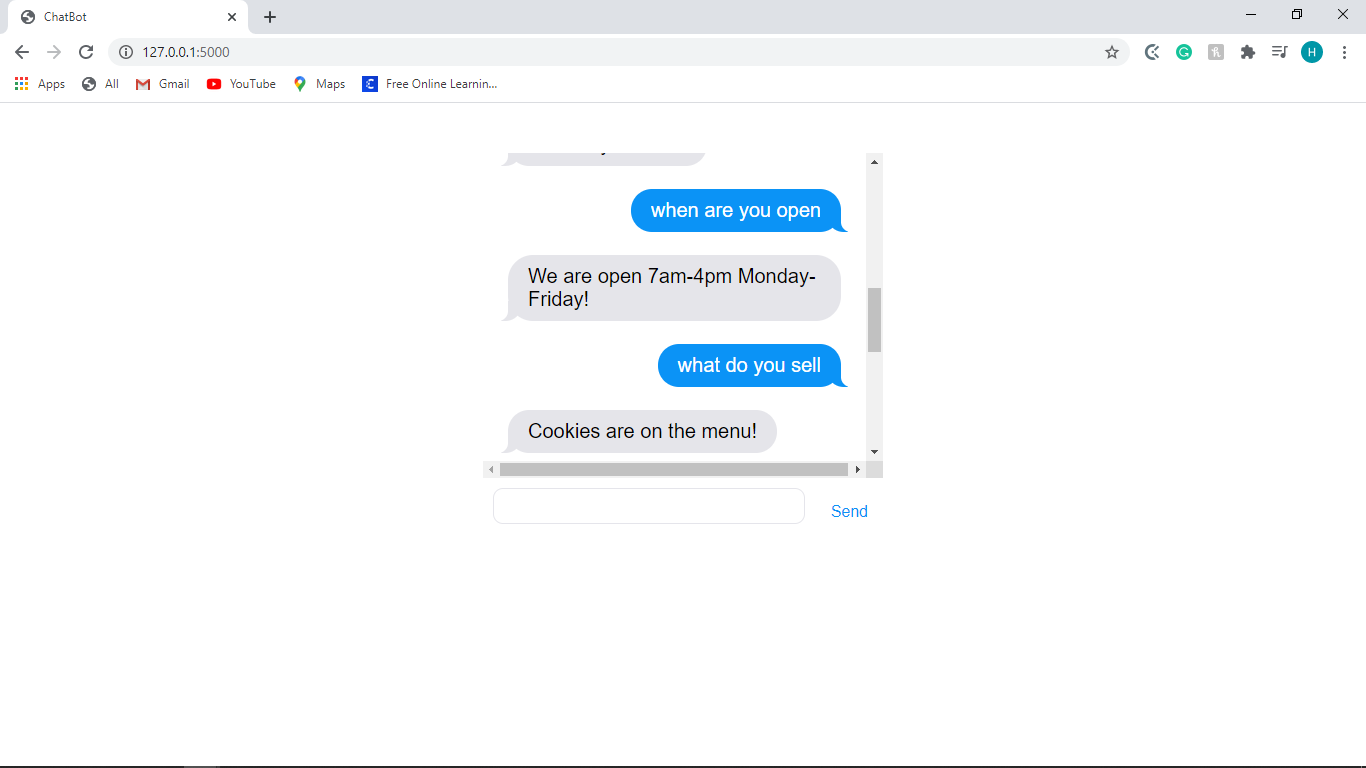 ChatBot
127.0.0.1:5000
H
Apps All Gmail YouTube Maps Free Online Learnin...
when are you open
We are open 7am-4pm Monday-
Friday!
what do you sell
Cookies are on the menu!
Send